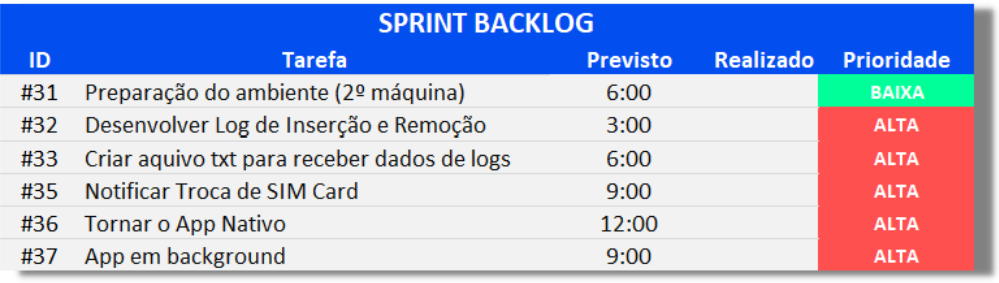 SPRINT BACKLOG
ID Tarefa Previsto Realizado Prioridade
#31 Preparação do ambiente (2º máquina) 6:00 BAIXA
#32 Desenvolver Log de Inserção e Remoção 3:00 ALTA
#33 Criar aquivo txt para receber dados de logs 6:00 ALTA
#35 Notificar Troca de SIM Card 9:00 ALTA
#36 Tornar o App Nativo 12:00 ALTA
#37 App em background 9:00 ALTA